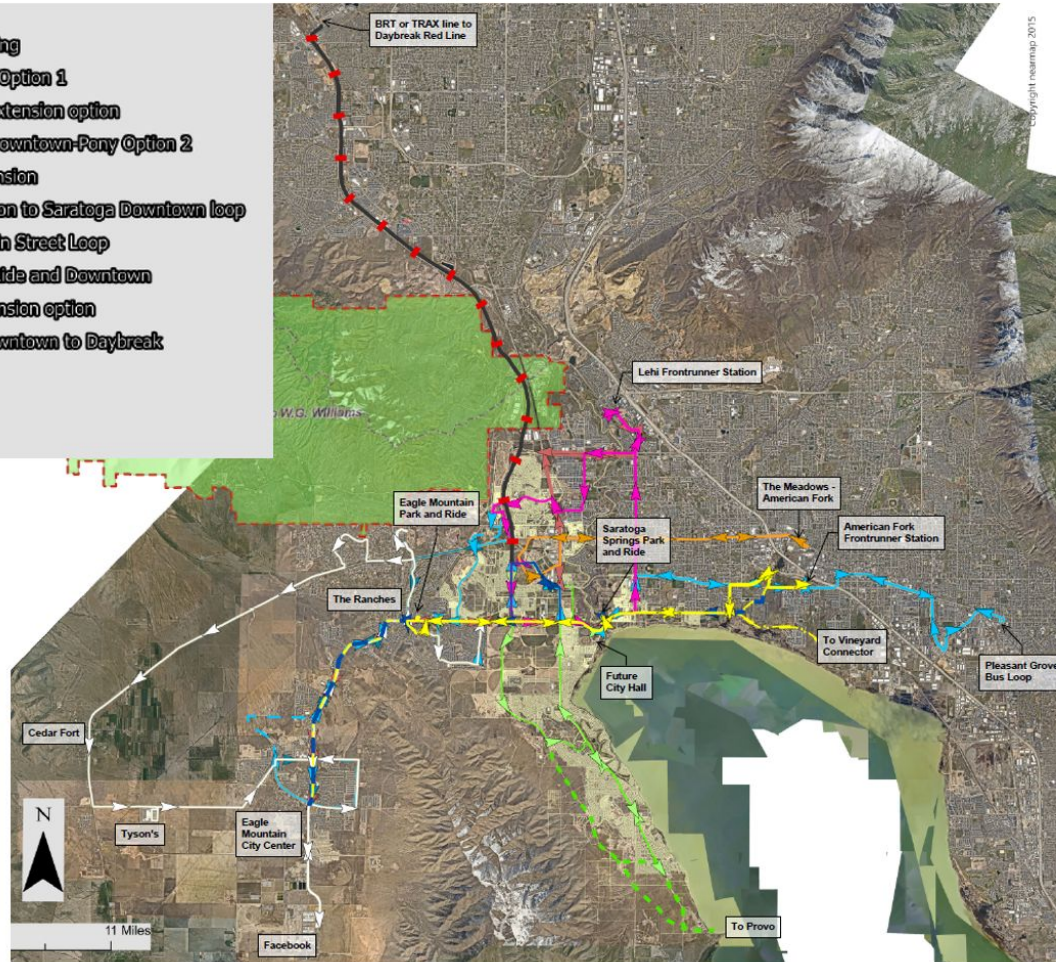 ng
Option 1
xtension option
owntown-Pony Option 2
nsion
on to Saratoga Downtown loop
n Street Loop
ide and Downtown
nsion option
wntown to Daybreak
BRT or TRAX line to
Daybreak Red Line
copyright nearmap 2015
W.G. Williams
Lehi Frontrunner Station
The Meadows -
American Fork
Eagle Mountain
Park and Ride
Saratoga
Springs Park
and Ride
American Fork
Frontrunner Station
The Ranches
To Vineyard
Connector
Pleasant Grove
Bus Loop
Future
City Hall
Cedar Fort
N
Tyson's
Eagle
Mountain
City Center
To Provo
11 Miles
Facebook